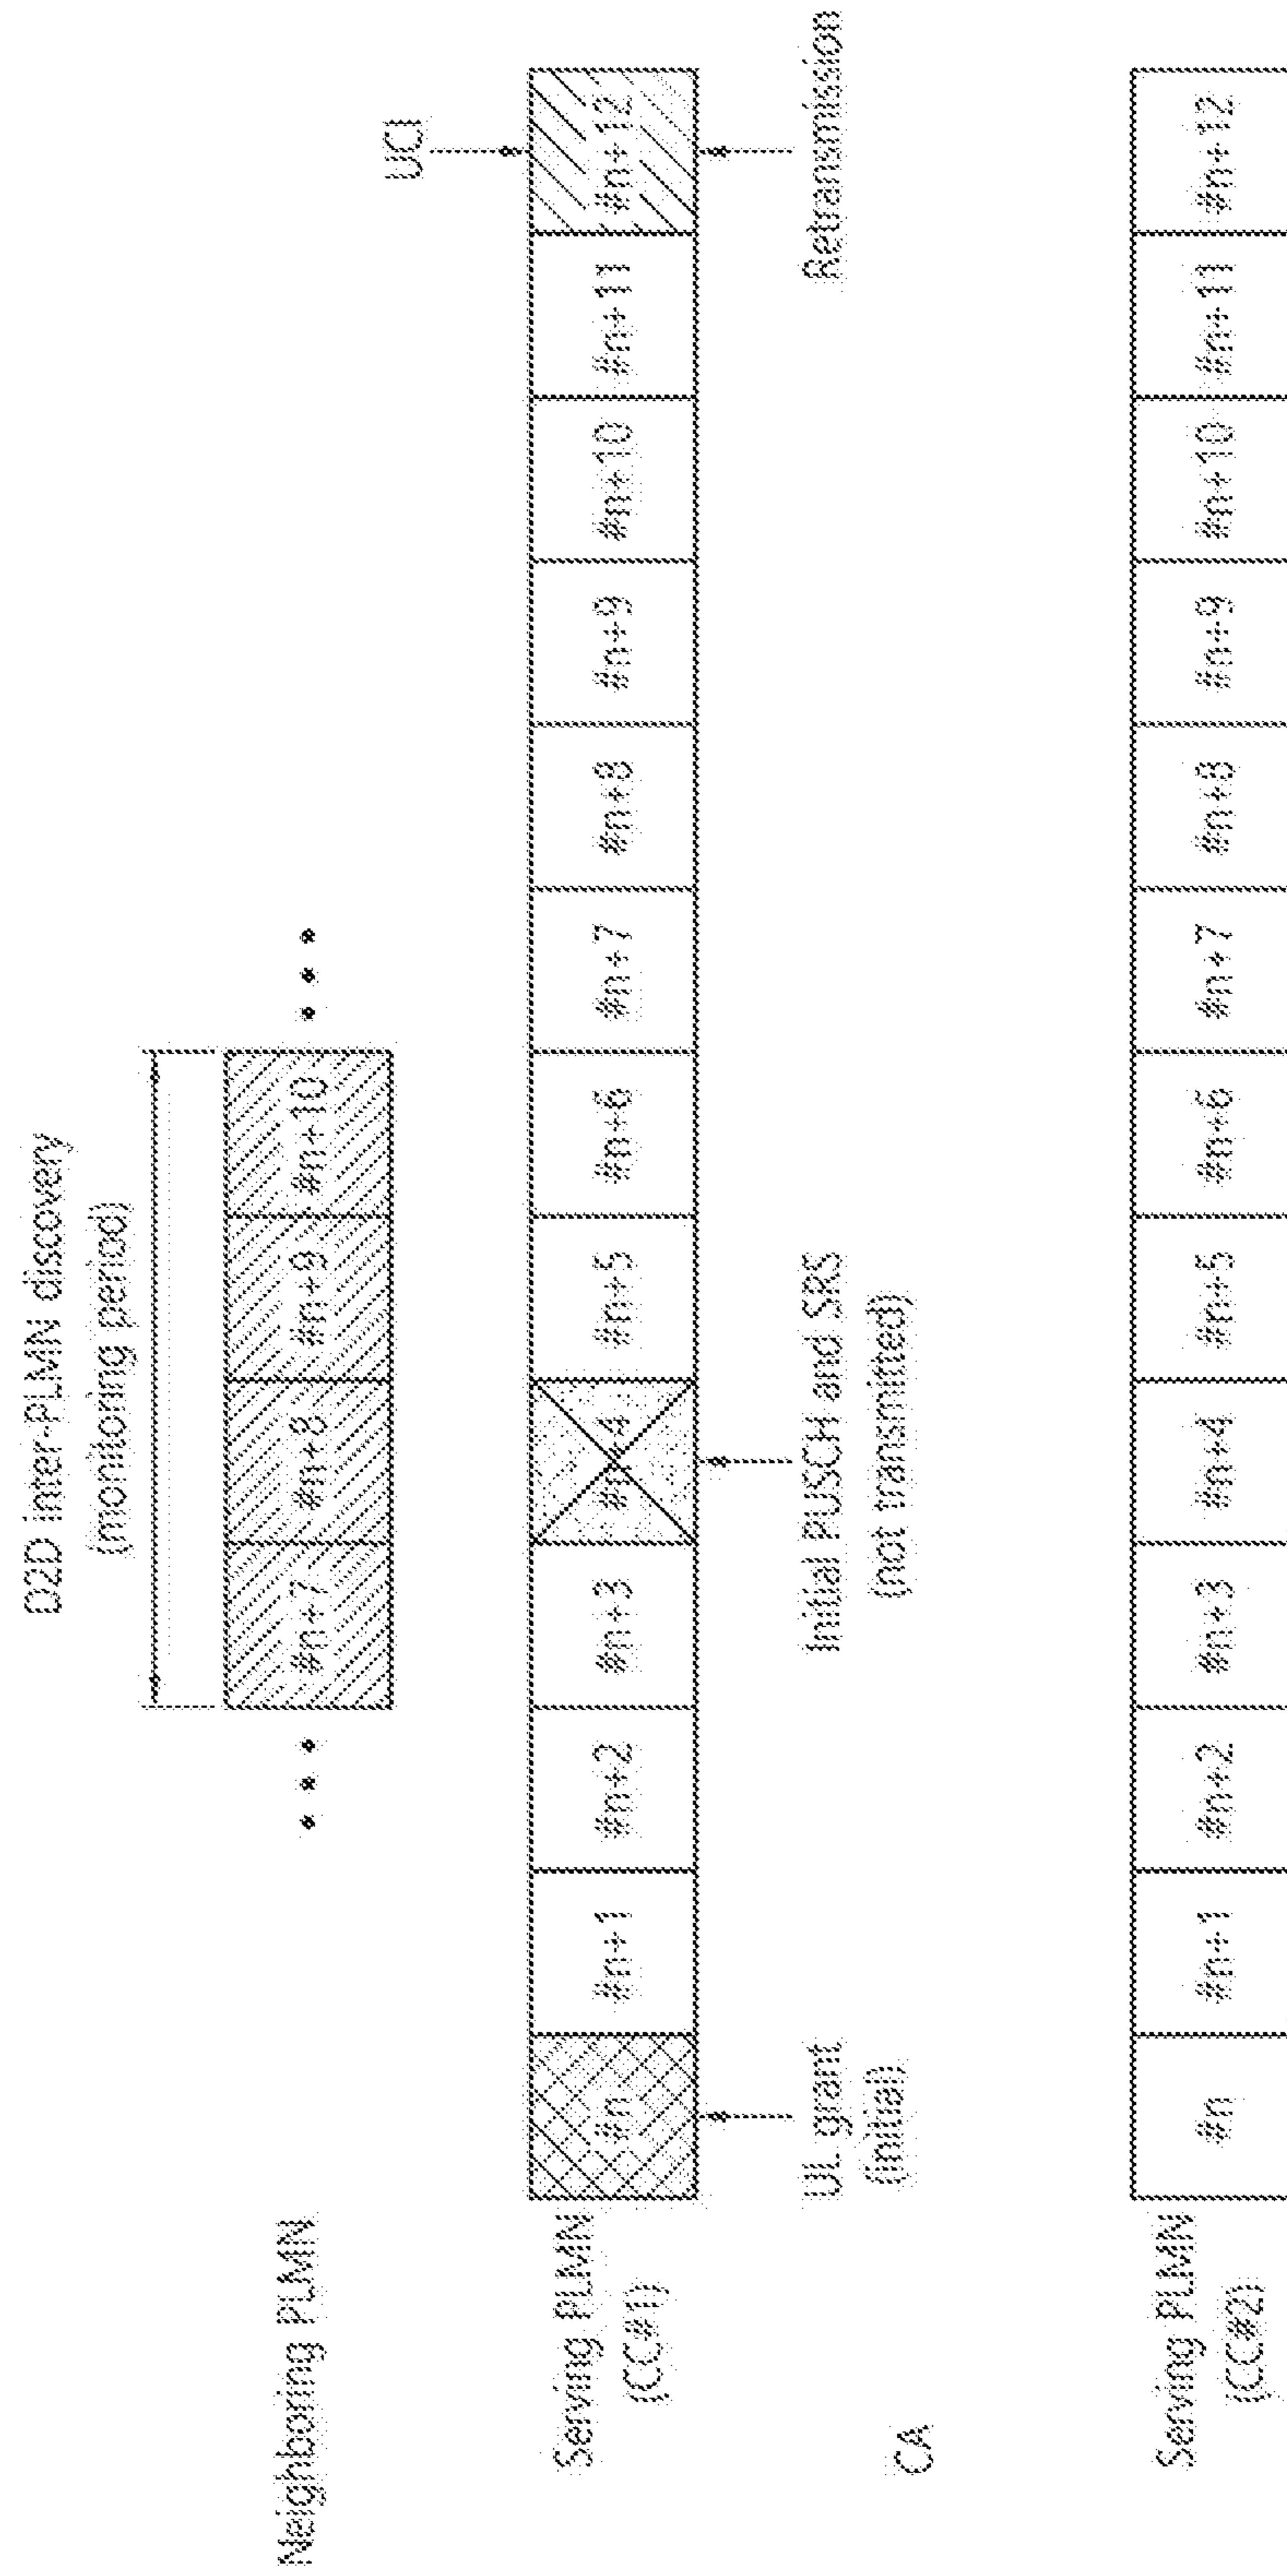 D2D inter-PLMN discovery
(monitoring period)
Neighboring PLMN
#n+7 #n+8 #n+9 #n+10
UCI
Serving PLMN
(CC#1)
#n #n+1 #n+2 #n+3 #n+4 #n+5 #n+6 #n+7 #n+8 #n+9 #n+10 #n+11 #n+12
UL grant
(initial)
Initial PUSCH and SRS
(not transmitted)
Retransmission
CA
Serving PLMN
(CC#2)
#n #n+1 #n+2 #n+3 #n+4 #n+5 #n+6 #n+7 #n+8 #n+9 #n+10 #n+11 #n+12